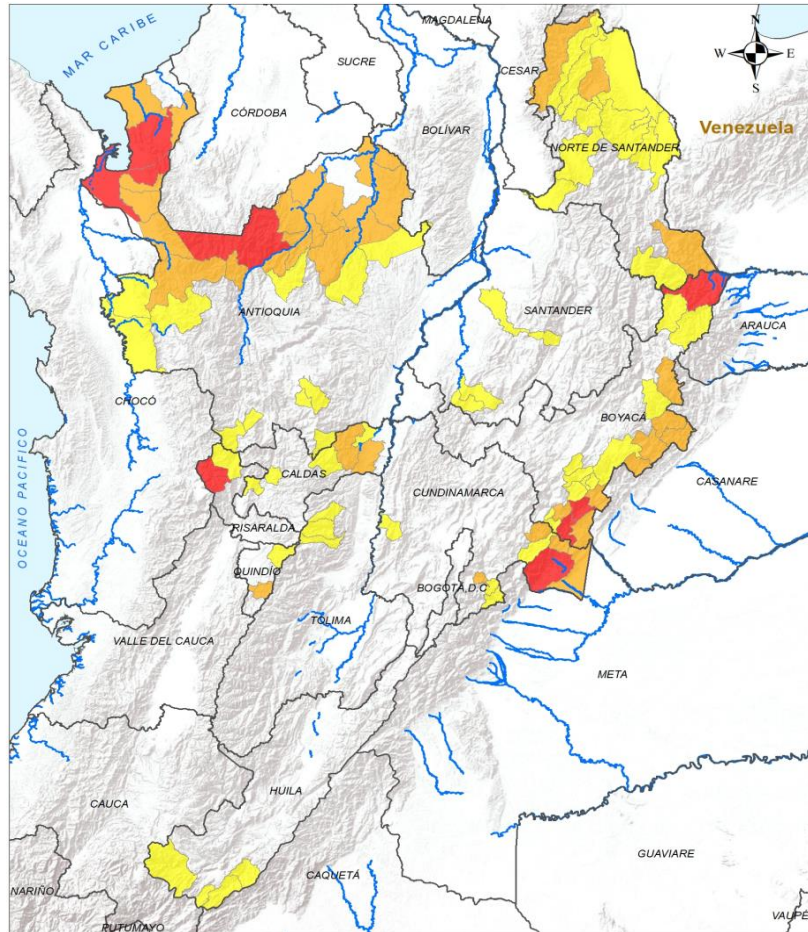 MAGDALENA
N
MAR CARIBE
SUCRE
CESAR
W
E
S
CÓRDOBA
BOLÍVAR
Venezuela
NORTE DE SANTANDER
ANTIOQUIA
SANTANDER
ARAUCA
CHOCÓ
BOYACÁ
OCEANO PACIFICO
CALDAS
CUNDINAMARCA
CASANARE
RISARALDA
QUINDÍO
BOGOTÁ, D.C
TOLIMA
VALLE DEL CAUCA
META
HUILA
CAUCA
GUAVIARE
CAQUETÁ
NARIÑO
PUTUMAYO
VAUPÉ